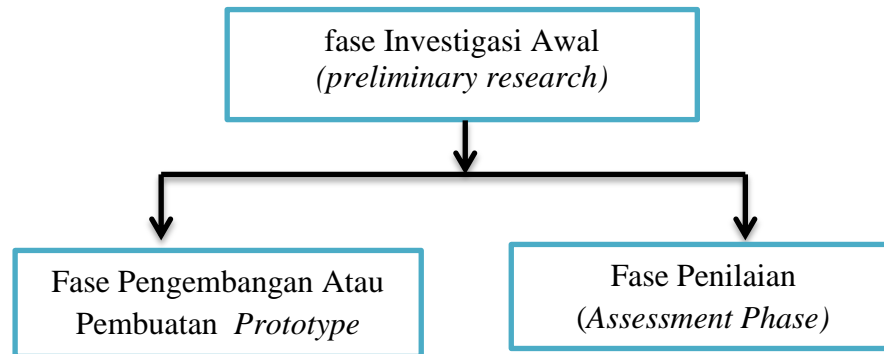 fase Investigasi Awal
(preliminary research)
Fase Pengembangan Atau
Pembuatan Prototype
Fase Penilaian
(Assessment Phase)